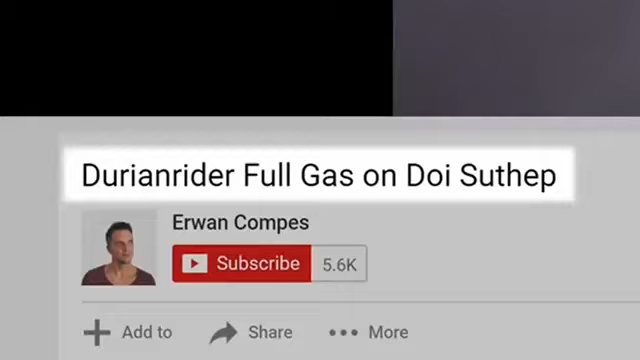 Durianrider Full Gas on Doi Suthep
Erwan Compes
Subscribe 5.6K
Add to Share More